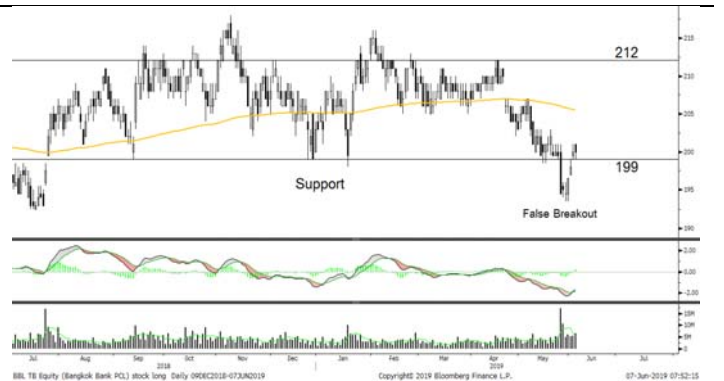 215
212
210
205
200
199
Support
195
False Breakout
190
2.00
0.00
-2.00
15M
10M
5M
0
Jul Aug Sep Oct Nov Dec Jan Feb Mar Apr May Jun Jul
2018 2019
BBL TB Equity (Bangkok Bank PCL) stock long Daily 09DEC2018-07JUN2019 Copyright© 2019 Bloomberg Finance L.P. 07-Jun-2019 07:52:15